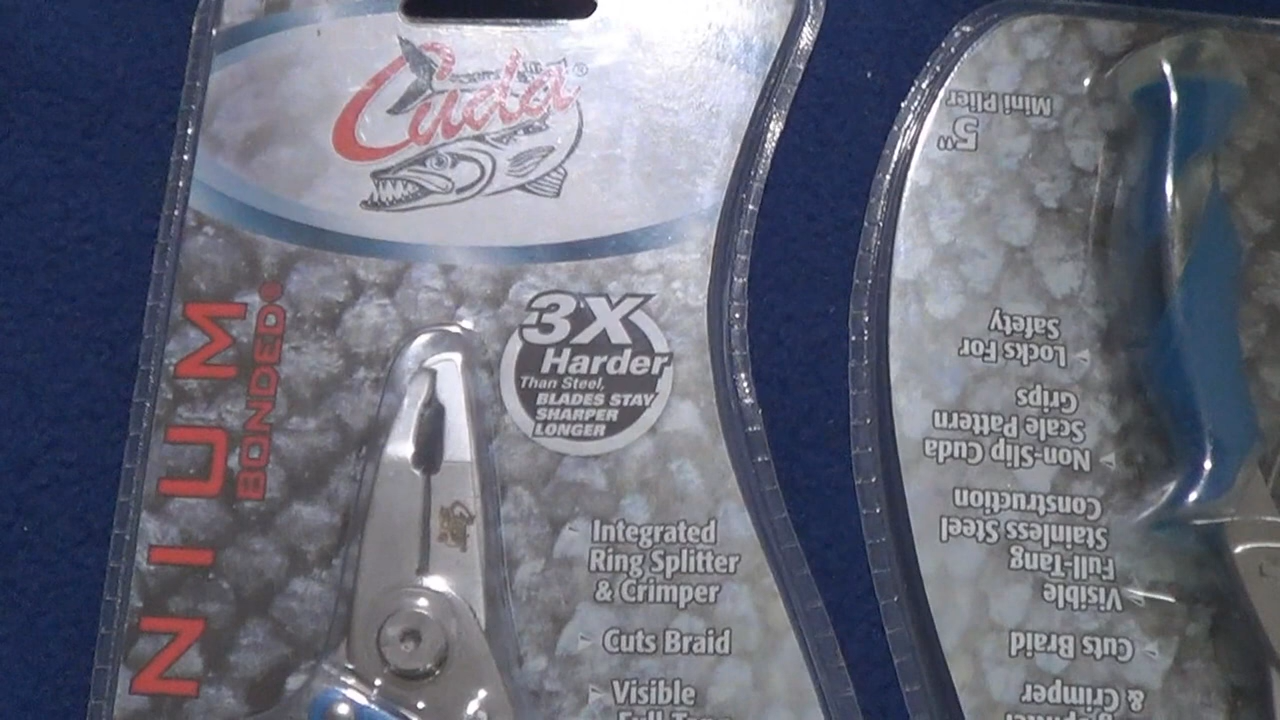 Cuda®
NIUM
BONDED®
3X
Harder
Than Steel,
BLADES STAY
SHARPER
LONGER
Integrated
Ring Splitter
& Crimper
Cuts Braid
Visible
Full-Tang
5"
Mini Plier
& Crimper
Cuts Braid
Visible
Full-Tang
Stainless Steel
Construction
Non-Slip Cuda
Scale Pattern
Grips
Locks For
Safety